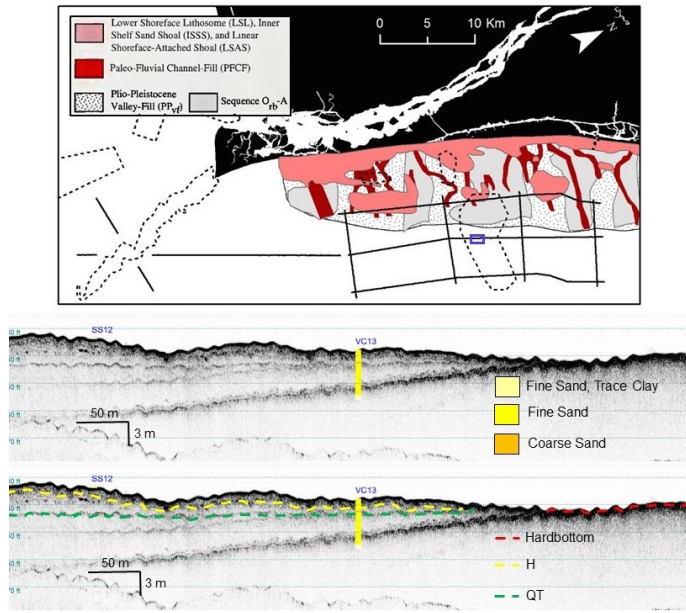 Lower Shoreface Lithosome (LSL), Inner
Shelf Sand Shoal (ISSS), and Linear
Shoreface-Attached Shoal (LSAS)
Paleo-Fluvial Channel-Fill (PFCF)
Plio-Pleistocene
Valley-Fill (PPvf)
Sequence Orb-A
0 5 10 Km
N
SS12
VC13
50 m
3 m
Fine Sand, Trace Clay
Fine Sand
Coarse Sand
SS12
VC13
50 m
3 m
Hardbottom
H
QT